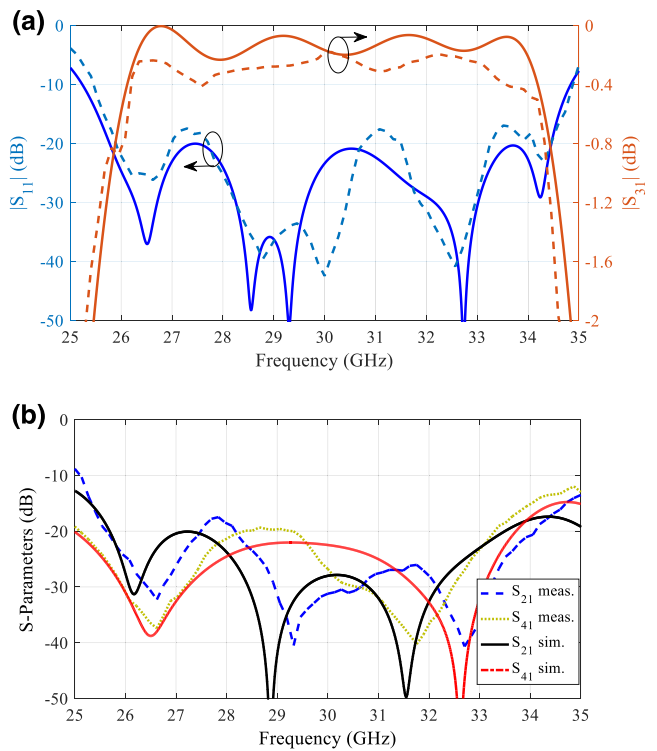 (a)
0
-10
-20
-30
-40
-50
|S11| (dB)
0
-0.4
-0.8
-1.2
-1.6
-2
|S31| (dB)
25 26 27 28 29 30 31 32 33 34 35
Frequency (GHz)
(b)
0
-10
-20
-30
-40
-50
S-Parameters (dB)
S21 meas.
S41 meas.
S21 sim.
S41 sim.
25 26 27 28 29 30 31 32 33 34 35
Frequency (GHz)